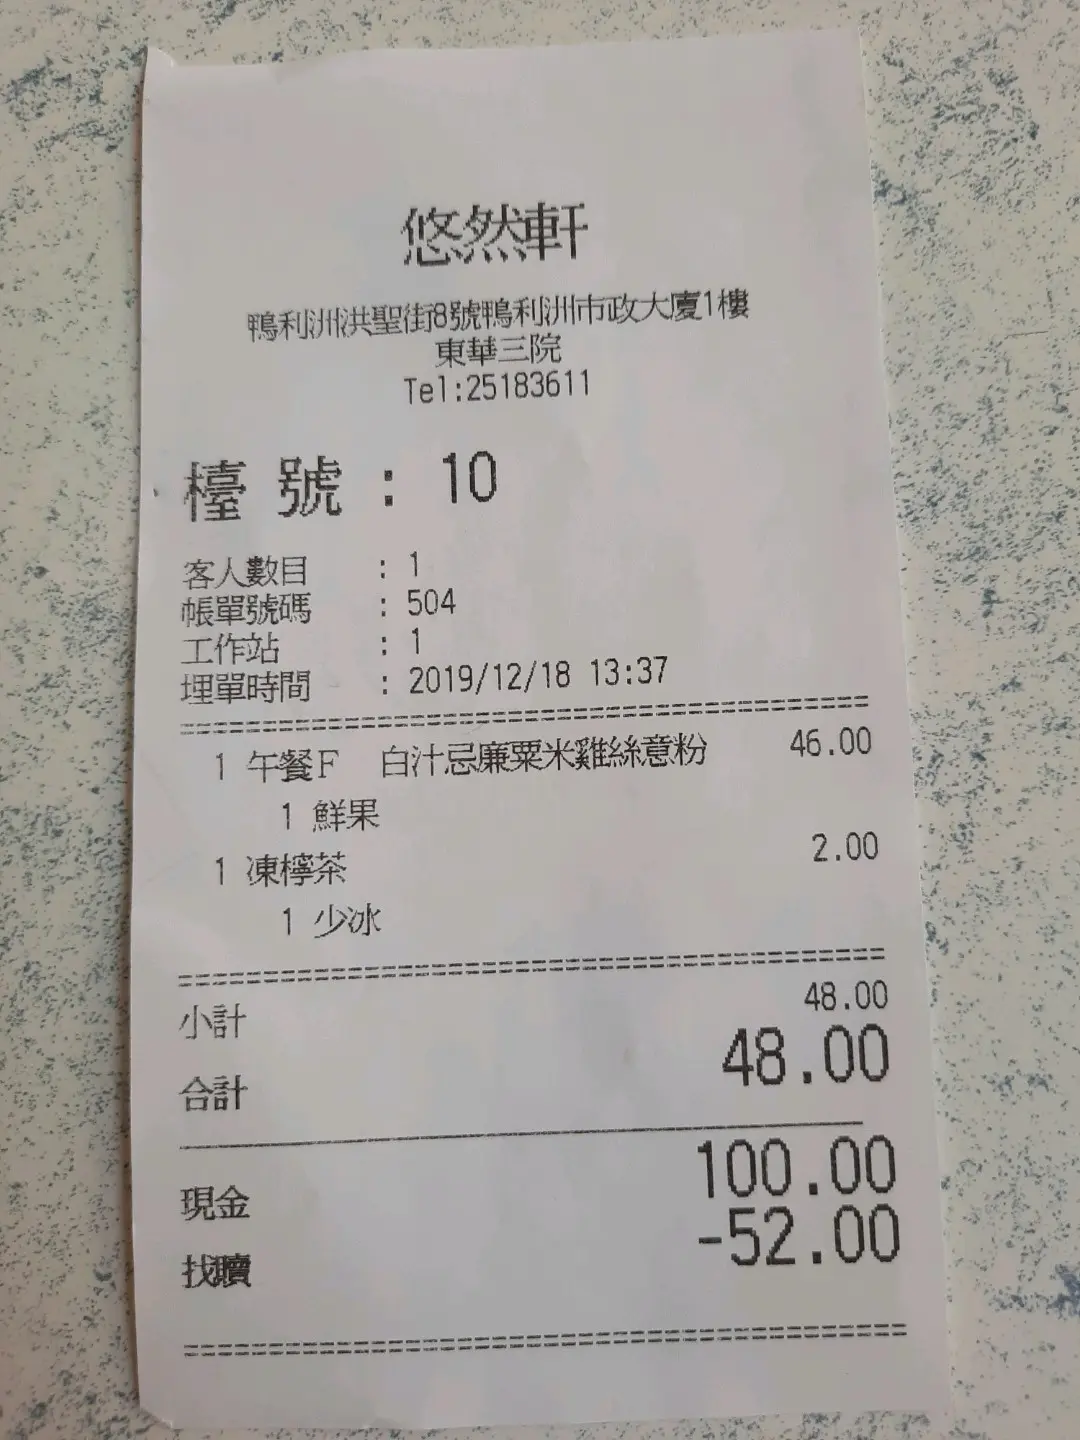 悠然軒
鴨利洲洪聖街8號鴨利洲市政大廈1樓
東華三院
Tel:25183611
檯號 : 10
客人數目 : 1
帳單號碼 : 504
工作站 : 1
埋單時間 : 2019/12/18 13:37
1 午餐F 白汁忌廉粟米雞絲意粉 46.00
1 鮮果
1 凍檸茶 2.00
1 少冰
小計 48.00
合計 48.00
現金 100.00
找贖 -52.00